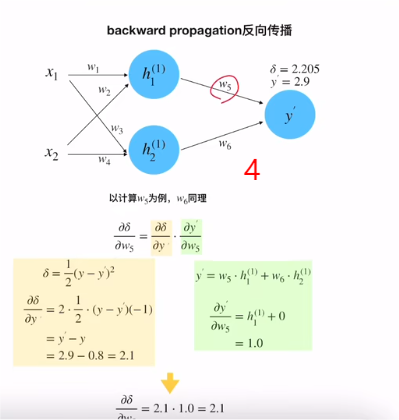 backward propagation反向传播
x₁ w₁ h₁⁽¹⁾ w₅ δ = 2.205
y′ = 2.9
w₂ y′
w₃
x₂ w₄ h₂⁽¹⁾ w₆
4
以计算w₅为例，w₆同理
∂δ/∂w₅ = ∂δ/∂y′ · ∂y′/∂w₅
δ = 1/2(y − y′)²
∂δ/∂y′ = 2 · 1/2 · (y − y′)(−1)
= y′ − y
= 2.9 − 0.8 = 2.1
y′ = w₅ · h₁⁽¹⁾ + w₆ · h₂⁽¹⁾
∂y′/∂w₅ = h₁⁽¹⁾ + 0
= 1.0
∂δ/∂w₅ = 2.1 · 1.0 = 2.1